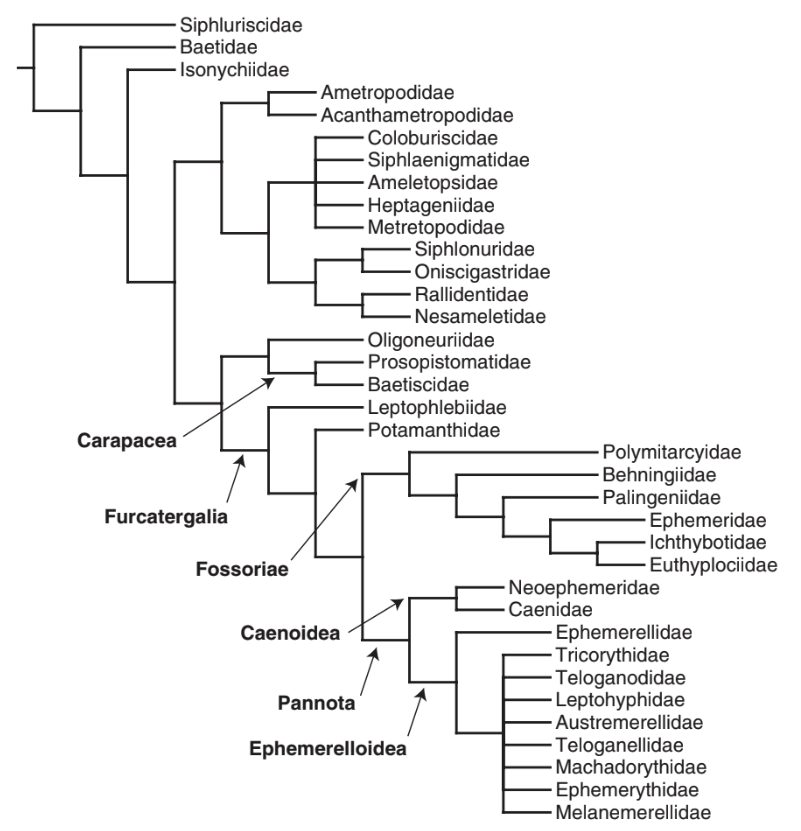 Siphluriscidae
Baetidae
Isonychiidae
Ametropodidae
Acanthametropodidae
Coloburiscidae
Siphlaenigmatidae
Ameletopsidae
Heptageniidae
Metretopodidae
Siphlonuridae
Oniscigastridae
Rallidentidae
Nesameletidae
Oligoneuriidae
Prosopistomatidae
Baetiscidae
Leptophlebiidae
Carapacea
Potamanthidae
Polymitarcyidae
Behningiidae
Palingeniidae
Furcatergalia
Ephemeridae
Ichthybotidae
Euthyplociidae
Fossoriae
Neoephemeridae
Caenidae
Caenoidea
Ephemerellidae
Tricorythidae
Teloganodidae
Pannota
Leptohyphidae
Austremerellidae
Teloganellidae
Ephemerelloidea
Machadorythidae
Ephemerythidae
Melanemerellidae